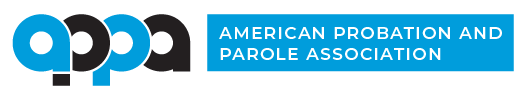 appa
AMERICAN PROBATION AND
PAROLE ASSOCIATION